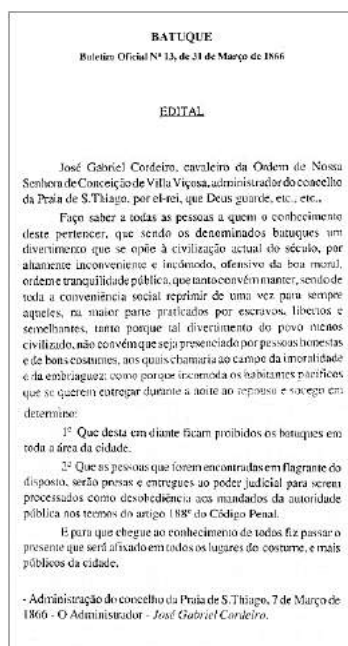 BATUQUE
Boletim Oficial Nº 13, de 31 de Março de 1866
EDITAL
José Gabriel Cordeiro, cavaleiro da Ordem de Nossa
Senhora de Conceição de Villa Viçosa, administrador do concelho
da Praia de S.Thiago, por el-rei, que Deus guarde, etc., etc.,
Faço saber a todas as pessoas a quem o conhecimento
deste pertencer, que sendo os denominados batuques um
divertimento que se opõe à civilização actual do século, por
altamente inconveniente e incómodo, ofensivo da boa moral,
ordem e tranquilidade pública, que tanto convém manter, sendo de
toda a conveniência social reprimir de uma vez para sempre
aqueles, na maior parte praticados por escravos, libertos e
semelhantes, tanto porque tal divertimento do povo menos
civilizado, não convém que seja presenciado por pessoas honestas
e de bons costumes, aos quais chamaria ao campo da imoralidade
e da embriaguez; como porque incomoda os habitantes pacíficos
que se querem entregar durante a noite ao repouso e socego em
determino:
1º Que desta em diante ficam proibidos os batuques em
toda a área da cidade.
2º Que as pessoas que forem encontradas em flagrante do
disposto, serão presas e entregues ao poder judicial para serem
processados como desobediência aos mandados da autoridade
pública nos termos do artigo 188º do Código Penal.
E para que chegue ao conhecimento de todos fiz passar o
presente que será afixado em todos os lugares do costume, e mais
públicos da cidade.
- Administração do concelho da Praia de S.Thiago, 7 de Março de
1866 - O Administrador - José Gabriel Cordeiro.